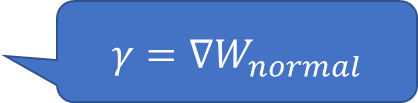 γ = ∇W_normal